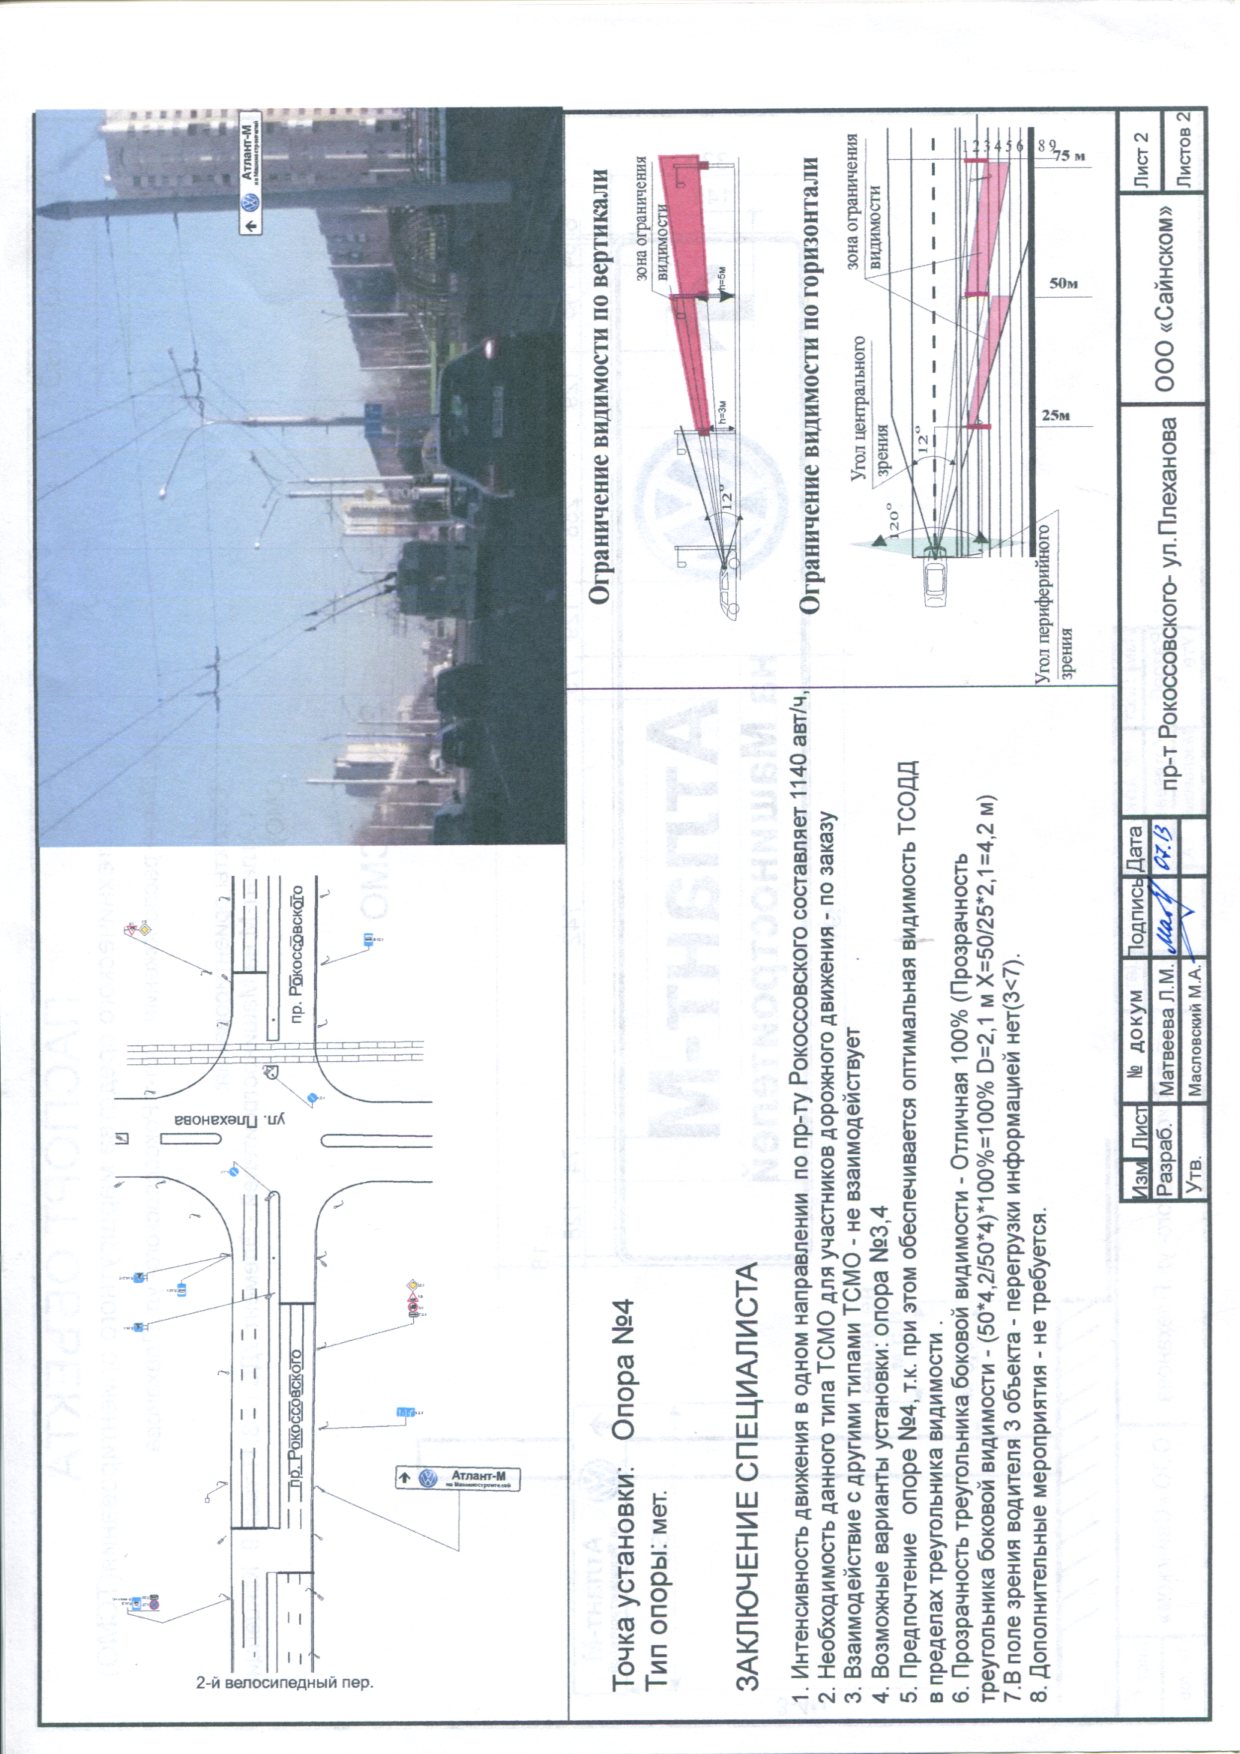 2-й велосипедный пер.
пр. Рокоссовского
ул. Плеханова
пр. Рокоссовского
Атлант-М
на Машиностроителей
Атлант-М
на Машиностроителей
Точка установки: Опора №4
Тип опоры: мет.
ЗАКЛЮЧЕНИЕ СПЕЦИАЛИСТА
1. Интенсивность движения в одном направлении по пр-ту Рокоссовского составляет 1140 авт/ч,
2. Необходимость данного типа ТСМО для участников дорожного движения - по заказу
3. Взаимодействие с другими типами ТСМО - не взаимодействует
4. Возможные варианты установки: опора №3,4
5. Предпочтение опоре №4, т.к. при этом обеспечивается оптимальная видимость ТСОДД
в пределах треугольника видимости .
6. Прозрачность треугольника боковой видимости - Отличная 100% (Прозрачность
треугольника боковой видимости - (50*4,2/50*4)*100%=100% D=2,1 м X=50/25*2,1=4,2 м)
7.В поле зрения водителя 3 объекта - перегрузки информацией нет(3<7).
8. Дополнительные мероприятия - не требуется.
Ограничение видимости по вертикали
зона ограничения
видимости
12°
h=3м
h=5м
Ограничение видимости по горизонтали
Угол центрального
зрения
зона ограничения
видимости
120°
12°
25м
50м
75 м
1 2 3 4 5 6 8 9
Угол периферийного
зрения
Изм Лист № докум Подпись Дата
Разраб. Матвеева Л.М. 07.13
Утв. Масловский М.А.
пр-т Рокоссовского- ул.Плеханова
ООО «Сайнском»
Лист 2
Листов 2